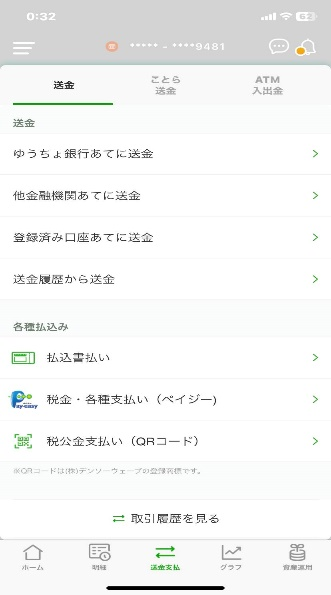 0:32
***** - ****9481
送金
ことら
送金
ATM
入出金
送金
ゆうちょ銀行あてに送金
他金融機関あてに送金
登録済み口座あてに送金
送金履歴から送金
各種払込み
払込書払い
Pay-easy
税金・各種支払い（ペイジー)
税公金支払い（QRコード）
※QRコードは(株)デンソーウェーブの登録商標です。
取引履歴を見る
ホーム
明細
送金支払
グラフ
資産運用